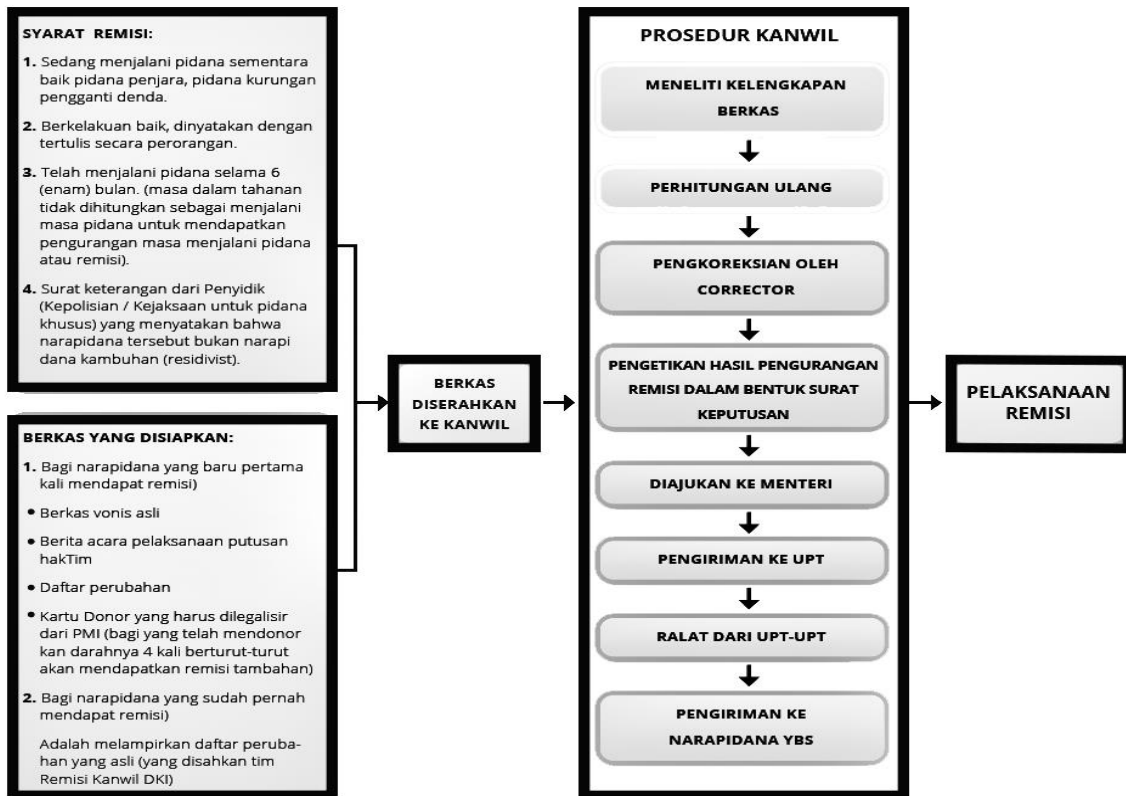 SYARAT REMISI:
1. Sedang menjalani pidana sementara
baik pidana penjara, pidana kurungan
pengganti denda.
2. Berkelakuan baik, dinyatakan dengan
tertulis secara perorangan.
3. Telah menjalani pidana selama 6
(enam) bulan. (masa dalam tahanan
tidak dihitungkan sebagai menjalani
masa pidana untuk mendapatkan
pengurangan masa menjalani pidana
atau remisi).
4. Surat keterangan dari Penyidik
(Kepolisian / Kejaksaan untuk pidana
khusus) yang menyatakan bahwa
narapidana tersebut bukan narapi
dana kambuhan (residivist).
BERKAS YANG DISIAPKAN:
1. Bagi narapidana yang baru pertama
kali mendapat remisi)
• Berkas vonis asli
• Berita acara pelaksanaan putusan
hakTim
• Daftar perubahan
• Kartu Donor yang harus dilegalisir
dari PMI (bagi yang telah mendonor
kan darahnya 4 kali berturut-turut
akan mendapatkan remisi tambahan)
2. Bagi narapidana yang sudah pernah
mendapat remisi)
Adalah melampirkan daftar peruba-
han yang asli (yang disahkan tim
Remisi Kanwil DKI)
BERKAS
DISERAHKAN
KE KANWIL
PROSEDUR KANWIL
MENELITI KELENGKAPAN
BERKAS
PERHITUNGAN ULANG
PENGKOREKSIAN OLEH
CORRECTOR
PENGETIKAN HASIL PENGURANGAN
REMISI DALAM BENTUK SURAT
KEPUTUSAN
DIAJUKAN KE MENTERI
PENGIRIMAN KE UPT
RALAT DARI UPT-UPT
PENGIRIMAN KE
NARAPIDANA YBS
PELAKSANAAN
REMISI